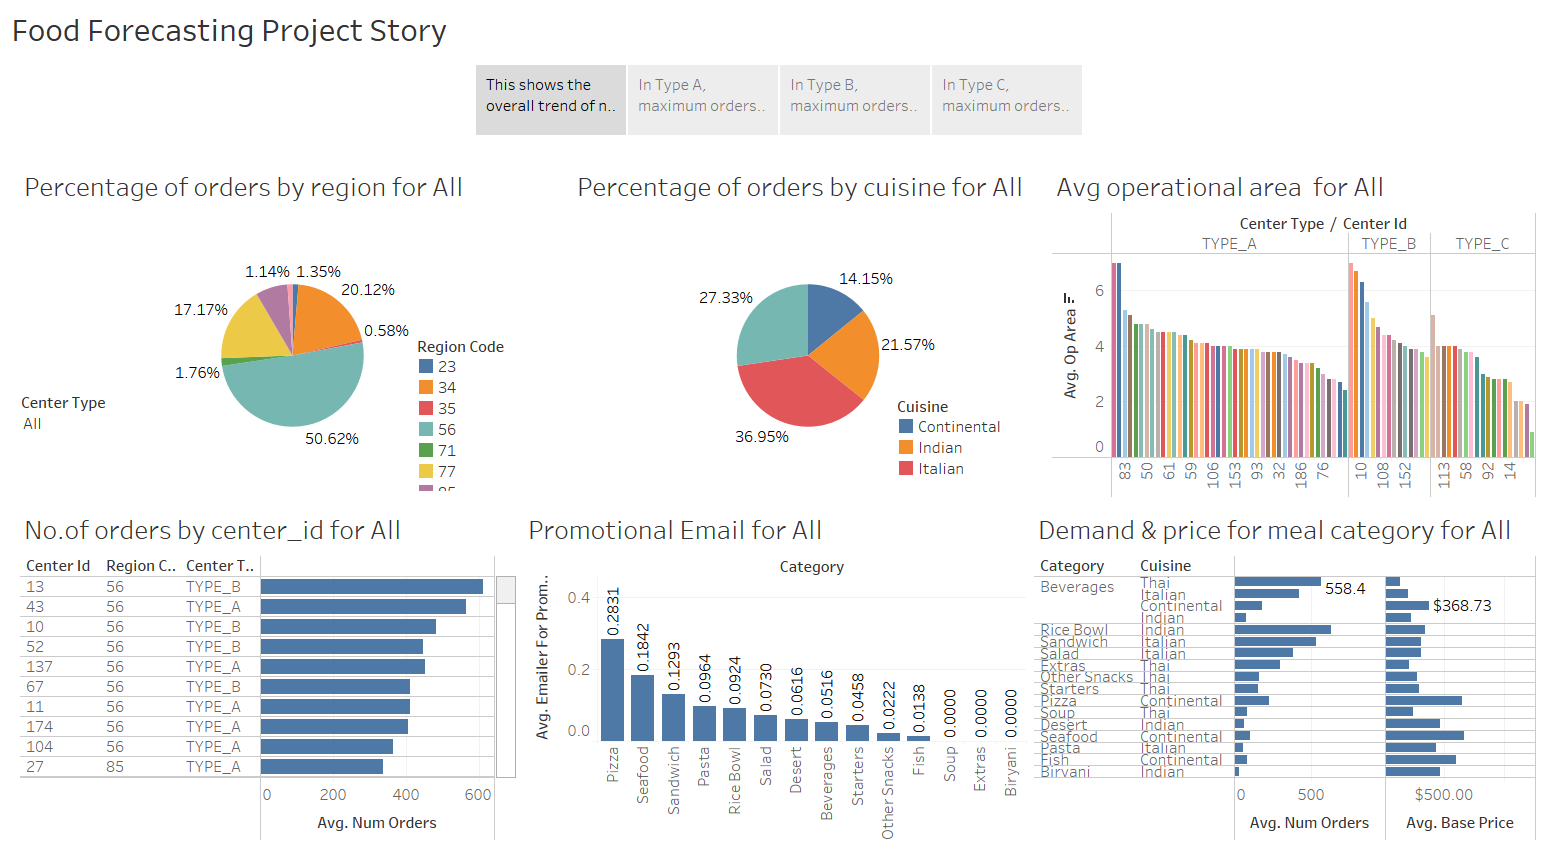 Food Forecasting Project Story
This shows the
overall trend of n..
In Type A,
maximum orders..
In Type B,
maximum orders..
In Type C,
maximum orders..
Percentage of orders by region for All
1.14%
1.35%
20.12%
17.17%
0.58%
1.76%
50.62%
Center Type
All
Region Code
23
34
35
56
71
77
Percentage of orders by cuisine for All
14.15%
27.33%
21.57%
36.95%
Cuisine
Continental
Indian
Italian
Avg operational area for All
Center Type / Center Id
TYPE_A TYPE_B TYPE_C
Avg. Op Area
6
4
2
0
83 50 61 59 106 153 93 32 186 76 10 108 152 113 58 92 14
No.of orders by center_id for All
Center Id Region C.. Center T..
13 56 TYPE_B
43 56 TYPE_A
10 56 TYPE_B
52 56 TYPE_B
137 56 TYPE_A
67 56 TYPE_B
11 56 TYPE_A
174 56 TYPE_A
104 56 TYPE_A
27 85 TYPE_A
0 200 400 600
Avg. Num Orders
Promotional Email for All
Category
Avg. Emailer For Prom..
0.4
0.2
0.0
0.2831 0.1842 0.1293 0.0964 0.0924 0.0730 0.0616 0.0516 0.0458 0.0222 0.0138 0.0000 0.0000 0.0000
Pizza Seafood Sandwich Pasta Rice Bowl Salad Desert Beverages Starters Other Snacks Fish Soup Extras Biryani
Demand & price for meal category for All
Category Cuisine
Beverages Thai 558.4
Italian
Continental $368.73
Indian
Rice Bowl Indian
Sandwich Italian
Salad Italian
Extras Thai
Other Snacks Thai
Starters Thai
Pizza Continental
Soup Thai
Desert Indian
Seafood Continental
Pasta Italian
Fish Continental
Biryani Indian
0 500 $500.00
Avg. Num Orders Avg. Base Price